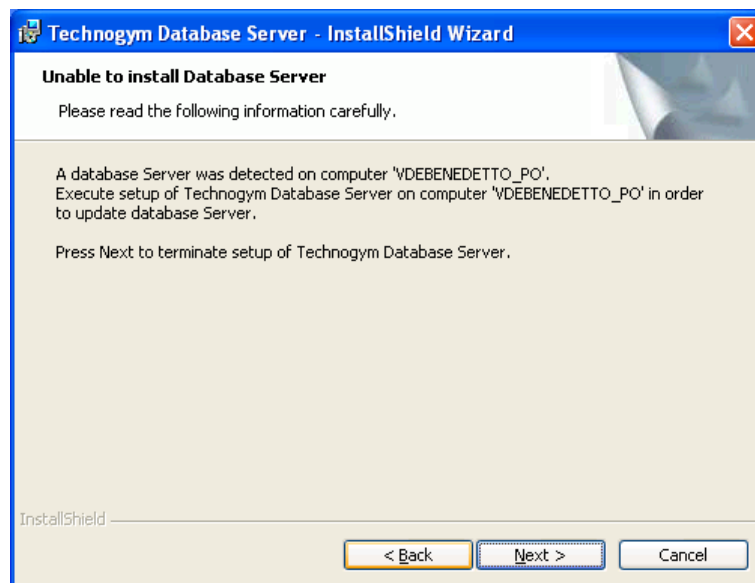 Technogym Database Server - InstallShield Wizard
Unable to install Database Server
Please read the following information carefully.
A database Server was detected on computer 'VDEBENEDETTO_PO'.
Execute setup of Technogym Database Server on computer 'VDEBENEDETTO_PO' in order
to update database Server.
Press Next to terminate setup of Technogym Database Server.
InstallShield
< Back
Next >
Cancel